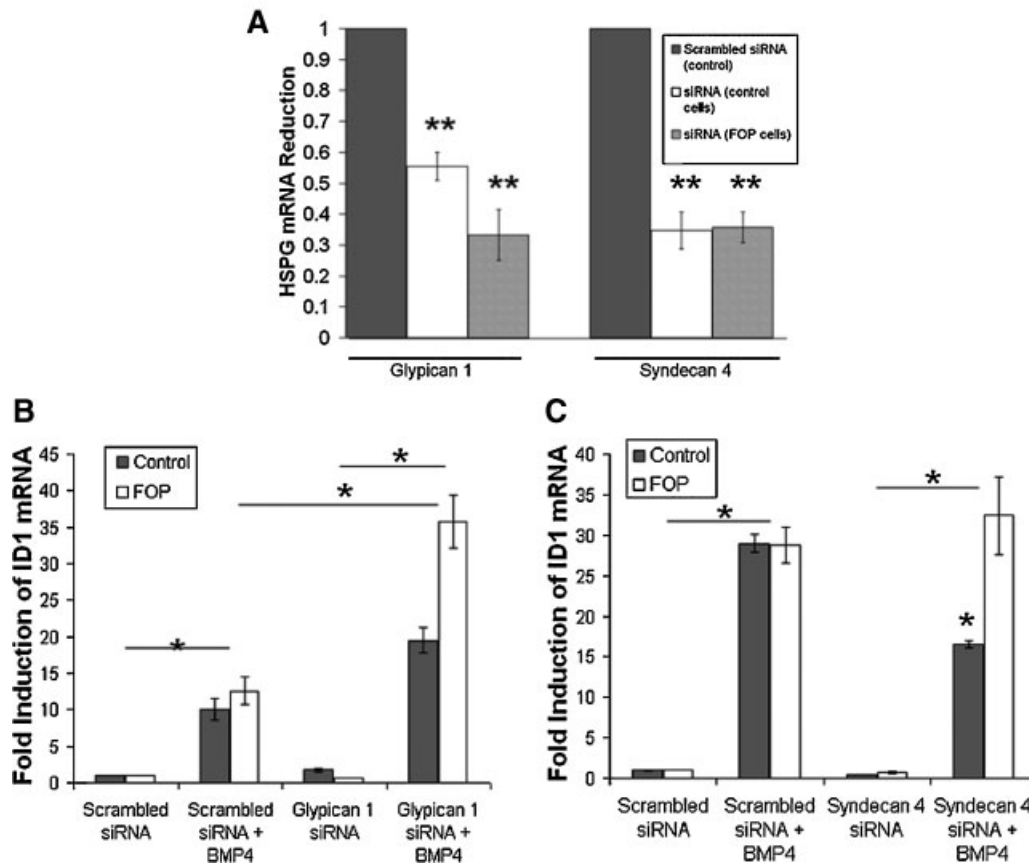 A
HSPG mRNA Reduction
1
0.9
0.8
0.7
0.6
0.5
0.4
0.3
0.2
0.1
0
**
**
**
**
Scrambled siRNA
(control)
siRNA (control
cells)
siRNA (FOP cells)
Glypican 1
Syndecan 4
B
Fold Induction of ID1 mRNA
45
40
35
30
25
20
15
10
5
0
Control
FOP
*
*
*
Scrambled
siRNA
Scrambled
siRNA +
BMP4
Glypican 1
siRNA
Glypican 1
siRNA +
BMP4
C
Fold Induction of ID1 mRNA
40
35
30
25
20
15
10
5
0
Control
FOP
*
*
*
Scrambled
siRNA
Scrambled
siRNA +
BMP4
Syndecan 4
siRNA
Syndecan 4
siRNA +
BMP4